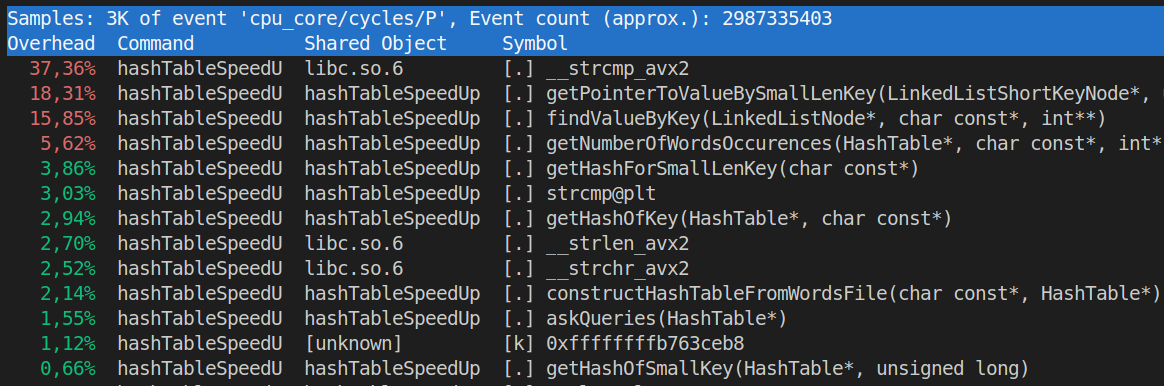 Samples: 3K of event 'cpu_core/cycles/P', Event count (approx.): 2987335403
Overhead  Command           Shared Object      Symbol
37,36%  hashTableSpeedU  libc.so.6         [.] __strcmp_avx2
18,31%  hashTableSpeedU  hashTableSpeedUp  [.] getPointerToValueBySmallLenKey(LinkedListShortKeyNode*,
15,85%  hashTableSpeedU  hashTableSpeedUp  [.] findValueByKey(LinkedListNode*, char const*, int**)
5,62%  hashTableSpeedU  hashTableSpeedUp  [.] getNumberOfWordsOccurences(HashTable*, char const*, int*
3,86%  hashTableSpeedU  hashTableSpeedUp  [.] getHashForSmallLenKey(char const*)
3,03%  hashTableSpeedU  hashTableSpeedUp  [.] strcmp@plt
2,94%  hashTableSpeedU  hashTableSpeedUp  [.] getHashOfKey(HashTable*, char const*)
2,70%  hashTableSpeedU  libc.so.6         [.] __strlen_avx2
2,52%  hashTableSpeedU  libc.so.6         [.] __strchr_avx2
2,14%  hashTableSpeedU  hashTableSpeedUp  [.] constructHashTableFromWordsFile(char const*, HashTable*)
1,55%  hashTableSpeedU  hashTableSpeedUp  [.] askQueries(HashTable*)
1,12%  hashTableSpeedU  [unknown]         [k] 0xffffffffb763ceb8
0,66%  hashTableSpeedU  hashTableSpeedUp  [.] getHashOfSmallKey(HashTable*, unsigned long)